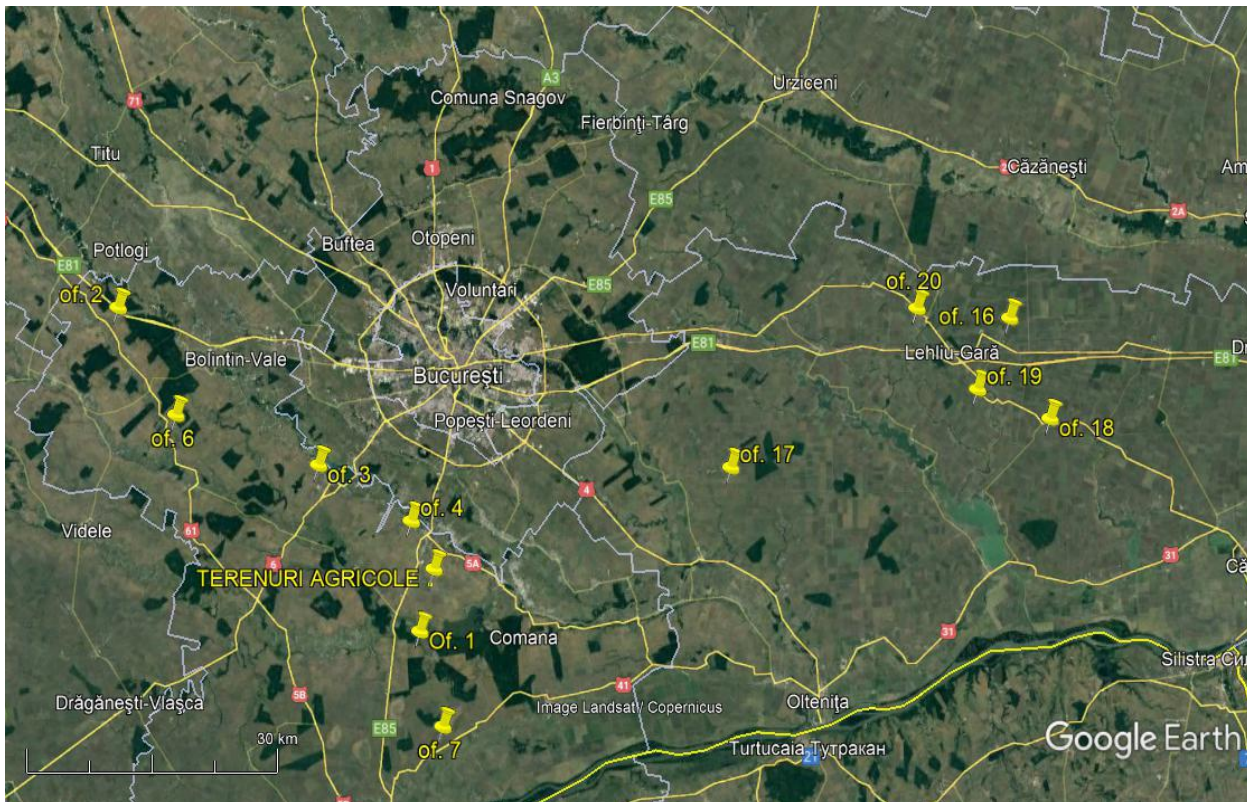 A3
Urziceni
71
Comuna Snagov
Fierbinţi-Târg
Titu
1
Căzăneşti
Am
E85
2A
Otopeni
Buftea
Potlogi
E81
of. 2
Voluntari
E85
of. 20
of. 16
E81
Lehliu-Gară
E81
Bolintin-Vale
Bucureşti
of. 19
of. 6
Popeşti-Leordeni
of. 18
of. 17
of. 3
4
of. 4
Videle
61
6
5A
31
TERENURI AGRICOLE
Of. 1
Comana
31
41
5B
Drăgăneşti-Vlaşca
Image Landsat / Copernicus
Olteniţa
E85
30 km
of. 7
Turtucaia Тутракан
21
Google Earth